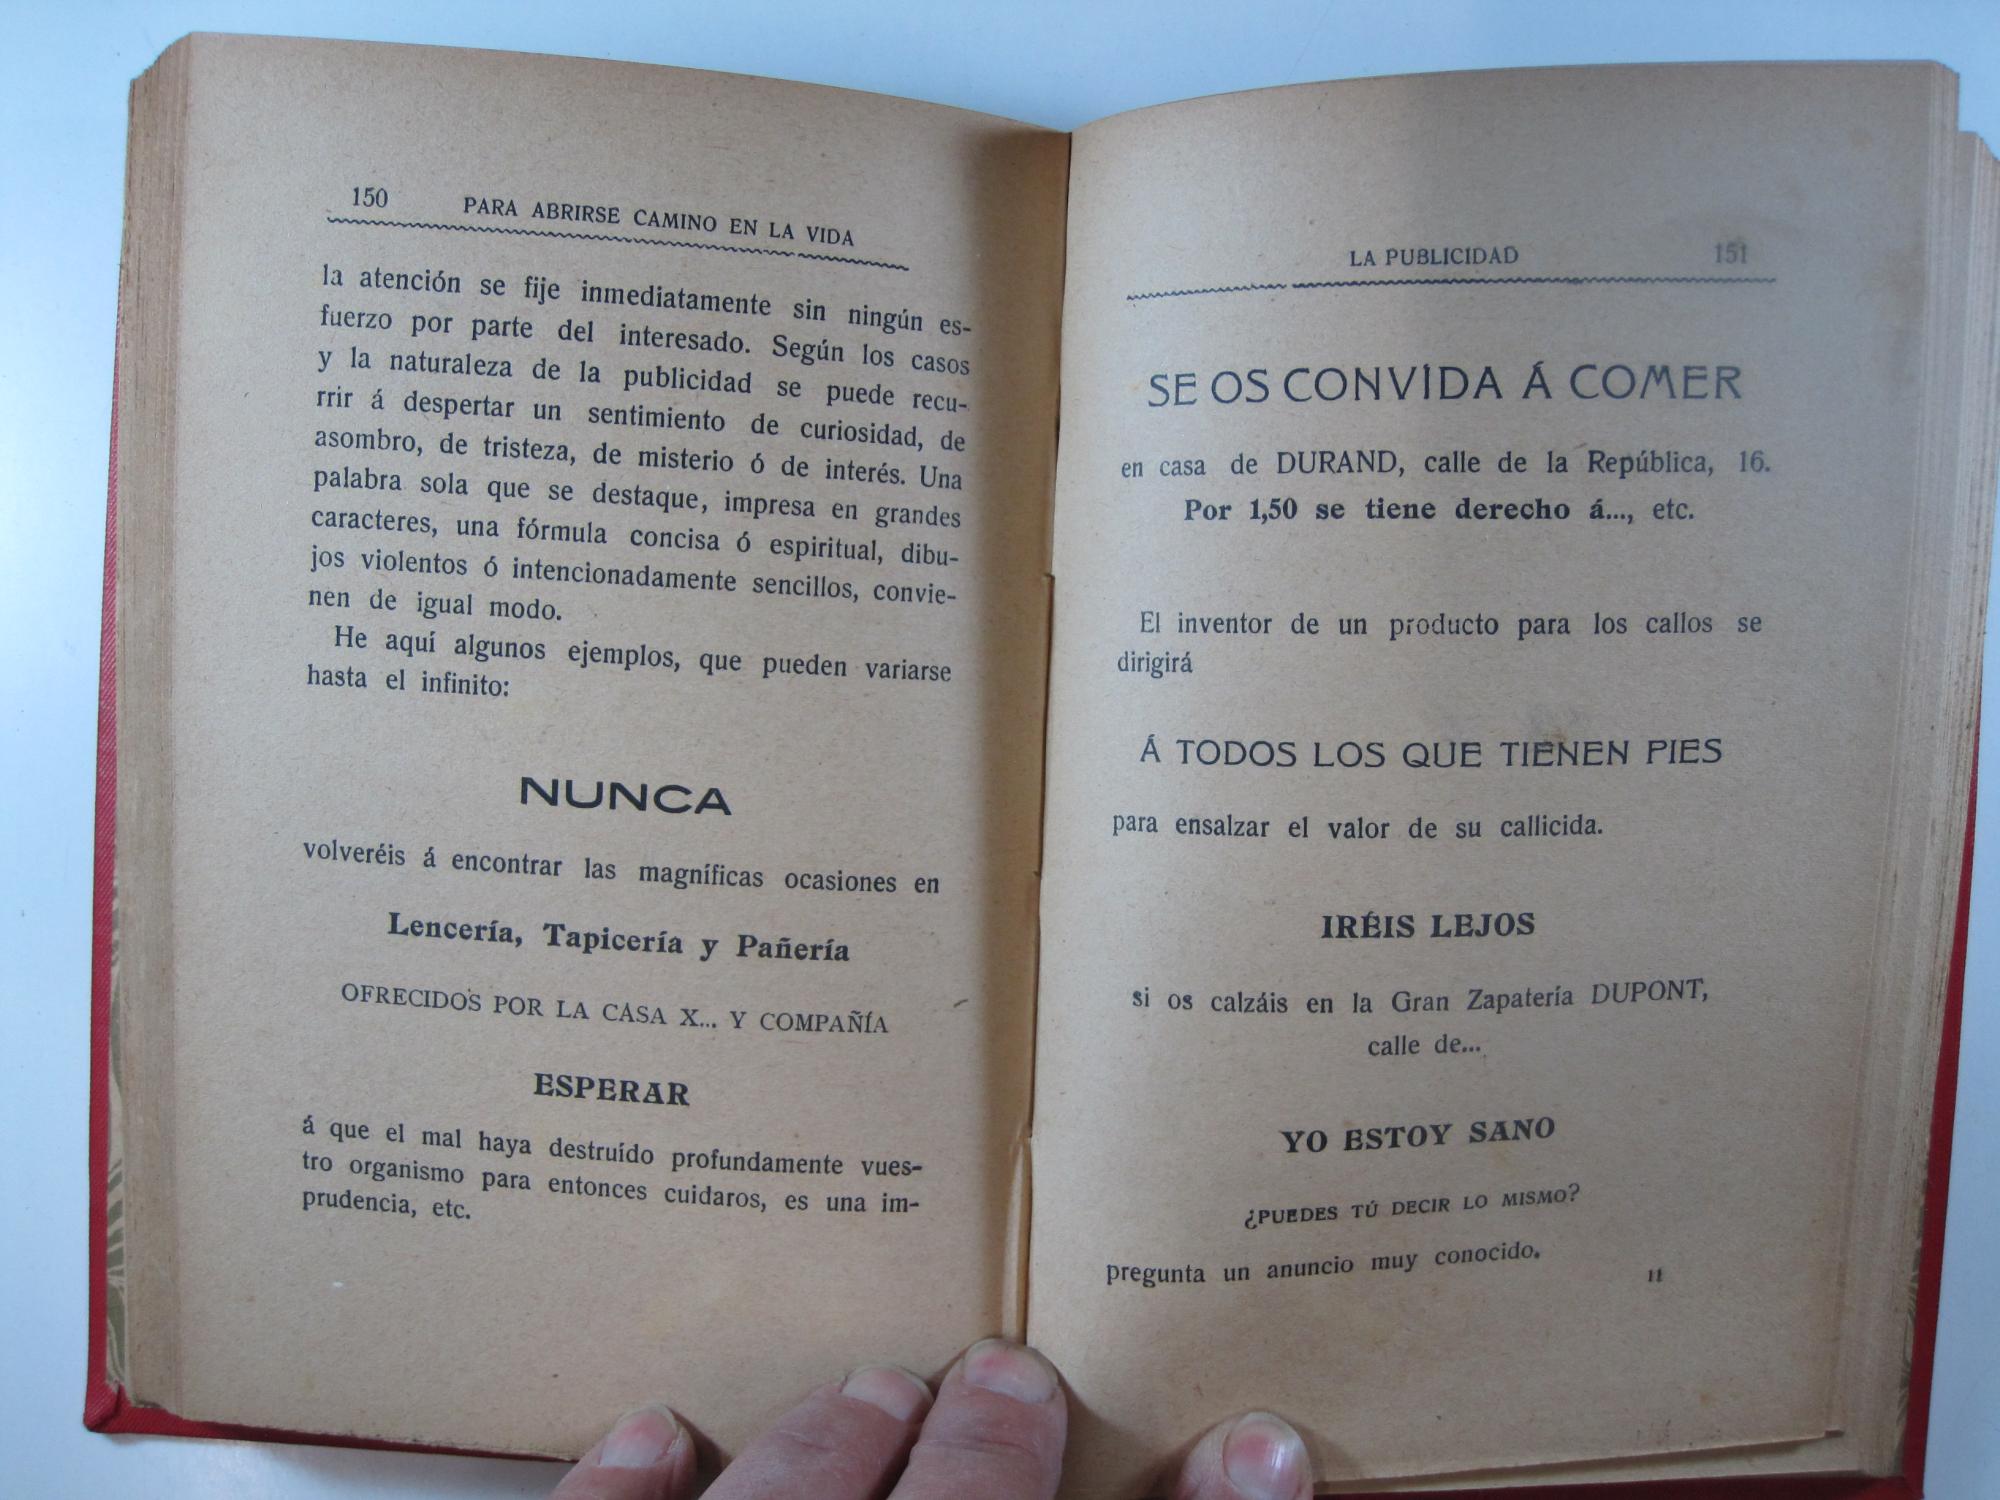 150 PARA ABRIRSE CAMINO EN LA VIDA
la atención se fije inmediatamente sin ningún es-
fuerzo por parte del interesado. Según los casos
y la naturaleza de la publicidad se puede recu-
rrir á despertar un sentimiento de curiosidad, de
asombro, de tristeza, de misterio ó de interés. Una
palabra sola que se destaque, impresa en grandes
caracteres, una fórmula concisa ó espiritual, dibu-
jos violentos ó intencionadamente sencillos, convie-
nen de igual modo.
He aquí algunos ejemplos, que pueden variarse
hasta el infinito:
NUNCA
volveréis á encontrar las magníficas ocasiones en
Lencería, Tapicería y Pañería
OFRECIDOS POR LA CASA X... Y COMPAÑÍA
ESPERAR
á que el mal haya destruído profundamente vues-
tro organismo para entonces cuidaros, es una im-
prudencia, etc.
LA PUBLICIDAD 151
SE OS CONVIDA Á COMER
en casa de DURAND, calle de la República, 16.
Por 1,50 se tiene derecho á..., etc.
El inventor de un producto para los callos se
dirigirá
Á TODOS LOS QUE TIENEN PIES
para ensalzar el valor de su callicida.
IRÉIS LEJOS
si os calzáis en la Gran Zapatería DUPONT,
calle de...
YO ESTOY SANO
¿PUEDES TÚ DECIR LO MISMO?
pregunta un anuncio muy conocido.
11